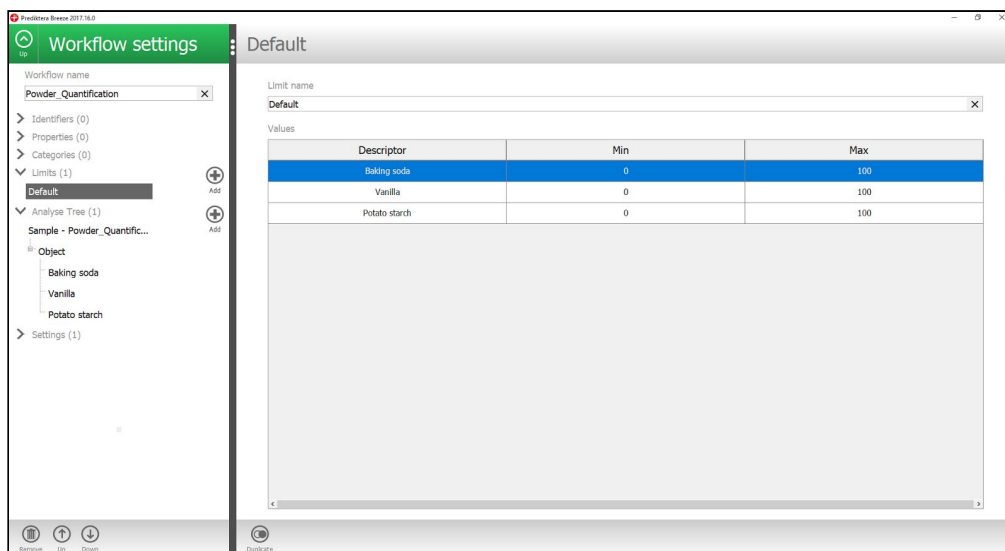 Prediktera Breeze 2017.16.0
Up
Workflow settings
Default
Workflow name
Powder_Quantification
Identifiers (0)
Properties (0)
Categories (0)
Limits (1)
Add
Default
Analyse Tree (1)
Add
Sample - Powder_Quantific...
Object
Baking soda
Vanilla
Potato starch
Settings (1)
Remove Up Down
Limit name
Default
Values
Descriptor Min Max
Baking soda 0 100
Vanilla 0 100
Potato starch 0 100
Duplicate